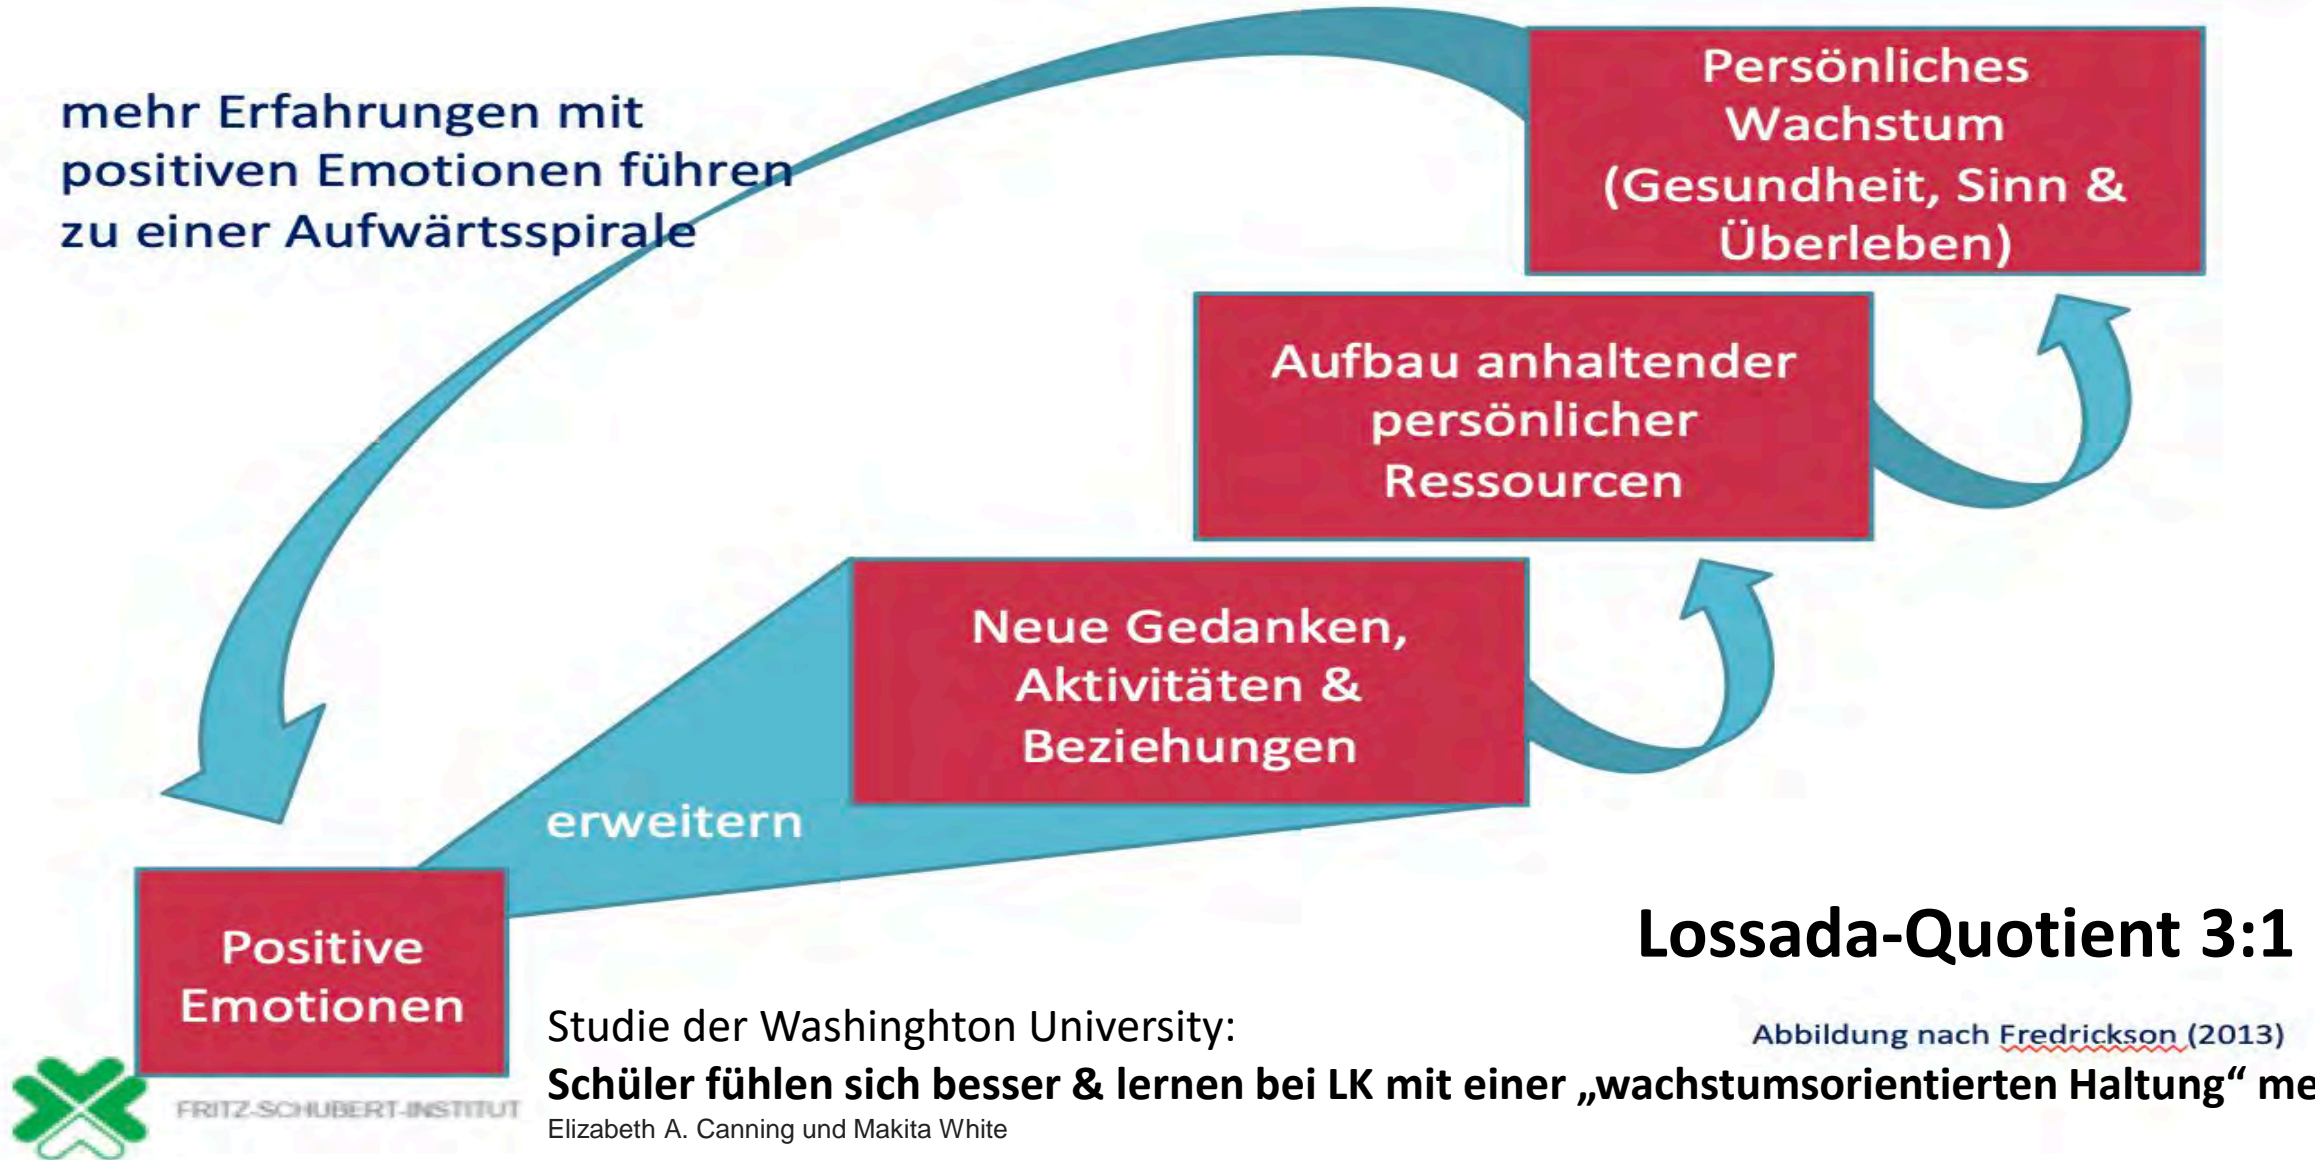 mehr Erfahrungen mit
positiven Emotionen führen
zu einer Aufwärtsspirale
Persönliches
Wachstum
(Gesundheit, Sinn &
Überleben)
Aufbau anhaltender
persönlicher
Ressourcen
Neue Gedanken,
Aktivitäten &
Beziehungen
erweitern
Positive
Emotionen
Lossada-Quotient 3:1
Abbildung nach Fredrickson (2013)
Studie der Washinghton University:
Schüler fühlen sich besser & lernen bei LK mit einer „wachstumsorientierten Haltung“ me
Elizabeth A. Canning und Makita White
FRITZ-SCHUBERT-INSTITUT